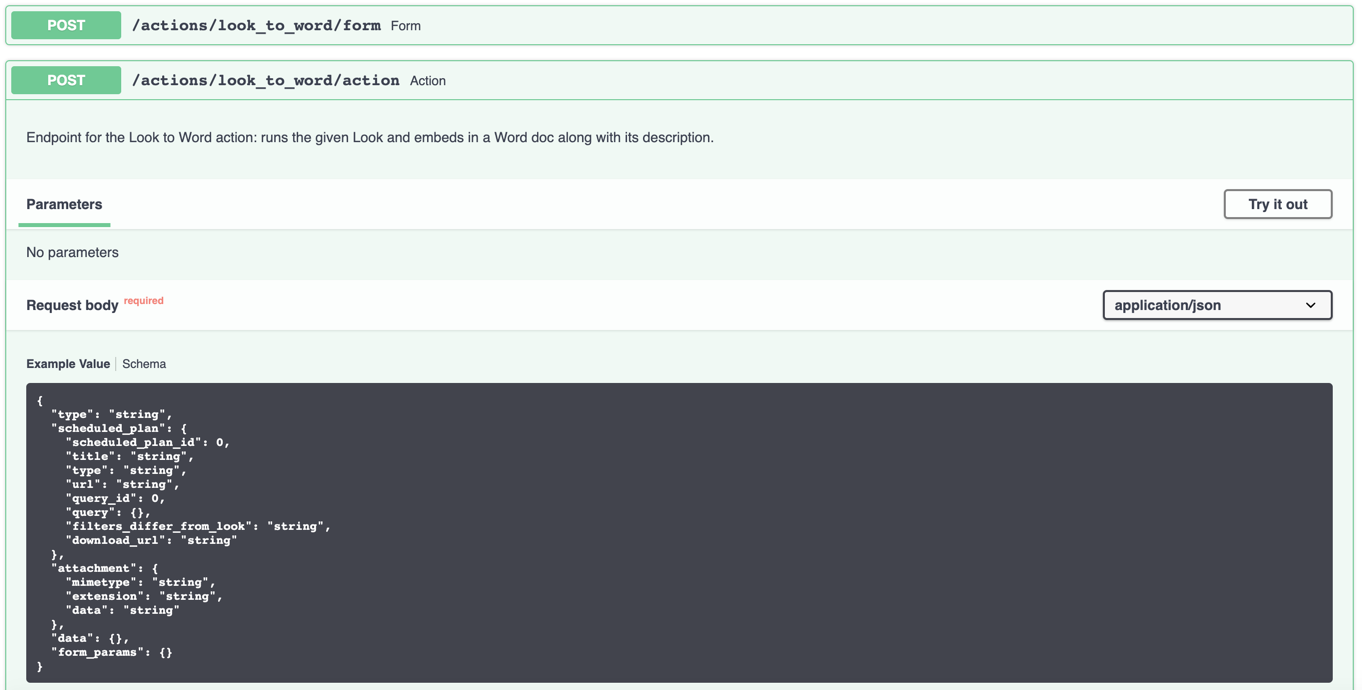 POST /actions/look_to_word/form Form
POST /actions/look_to_word/action Action
Endpoint for the Look to Word action: runs the given Look and embeds in a Word doc along with its description.
Parameters Try it out
No parameters
Request body required application/json
Example Value Schema
{
  "type": "string",
  "scheduled_plan": {
    "scheduled_plan_id": 0,
    "title": "string",
    "type": "string",
    "url": "string",
    "query_id": 0,
    "query": {},
    "filters_differ_from_look": "string",
    "download_url": "string"
  },
  "attachment": {
    "mimetype": "string",
    "extension": "string",
    "data": "string"
  },
  "data": {},
  "form_params": {}
}